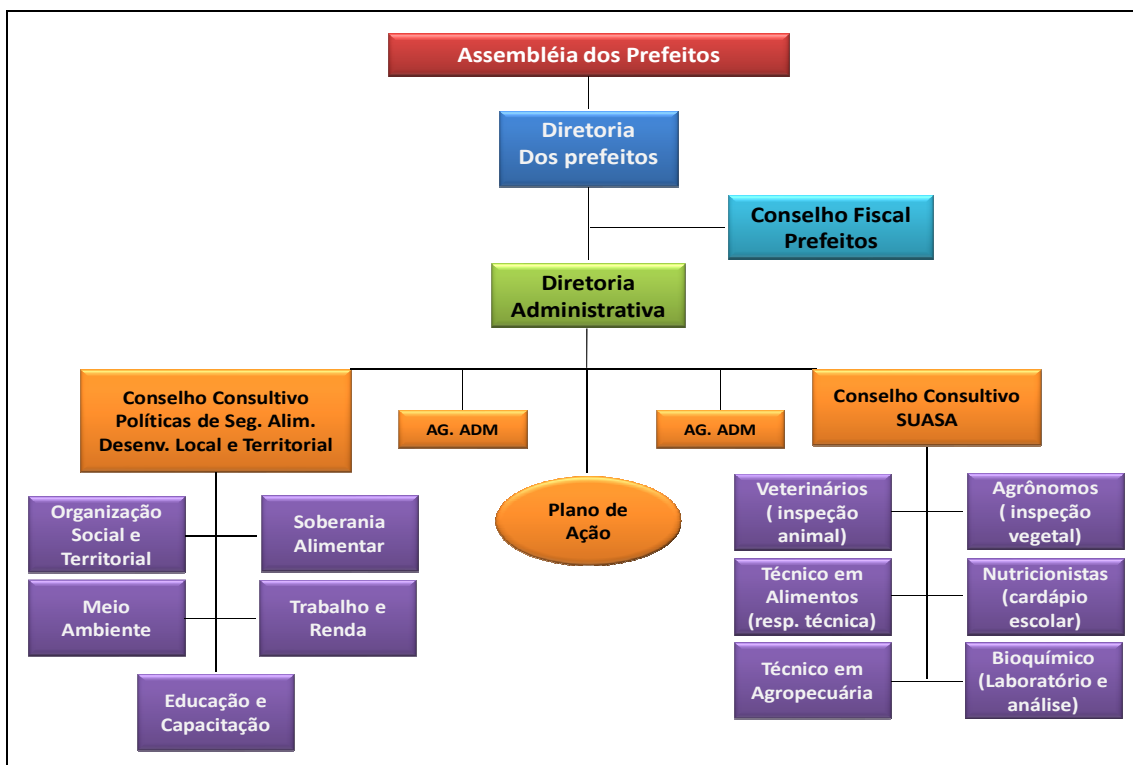 Assembléia dos Prefeitos
Diretoria
Dos prefeitos
Conselho Fiscal
Prefeitos
Diretoria
Administrativa
Conselho Consultivo
Políticas de Seg. Alim.
Desenv. Local e Territorial
AG. ADM
AG. ADM
Conselho Consultivo
SUASA
Plano de
Ação
Organização
Social e
Territorial
Soberania
Alimentar
Meio
Ambiente
Trabalho e
Renda
Educação e
Capacitação
Veterinários
( inspeção
animal)
Agrônomos
( inspeção
vegetal)
Técnico em
Alimentos
(resp. técnica)
Nutricionistas
(cardápio
escolar)
Técnico em
Agropecuária
Bioquímico
(Laboratório e
análise)